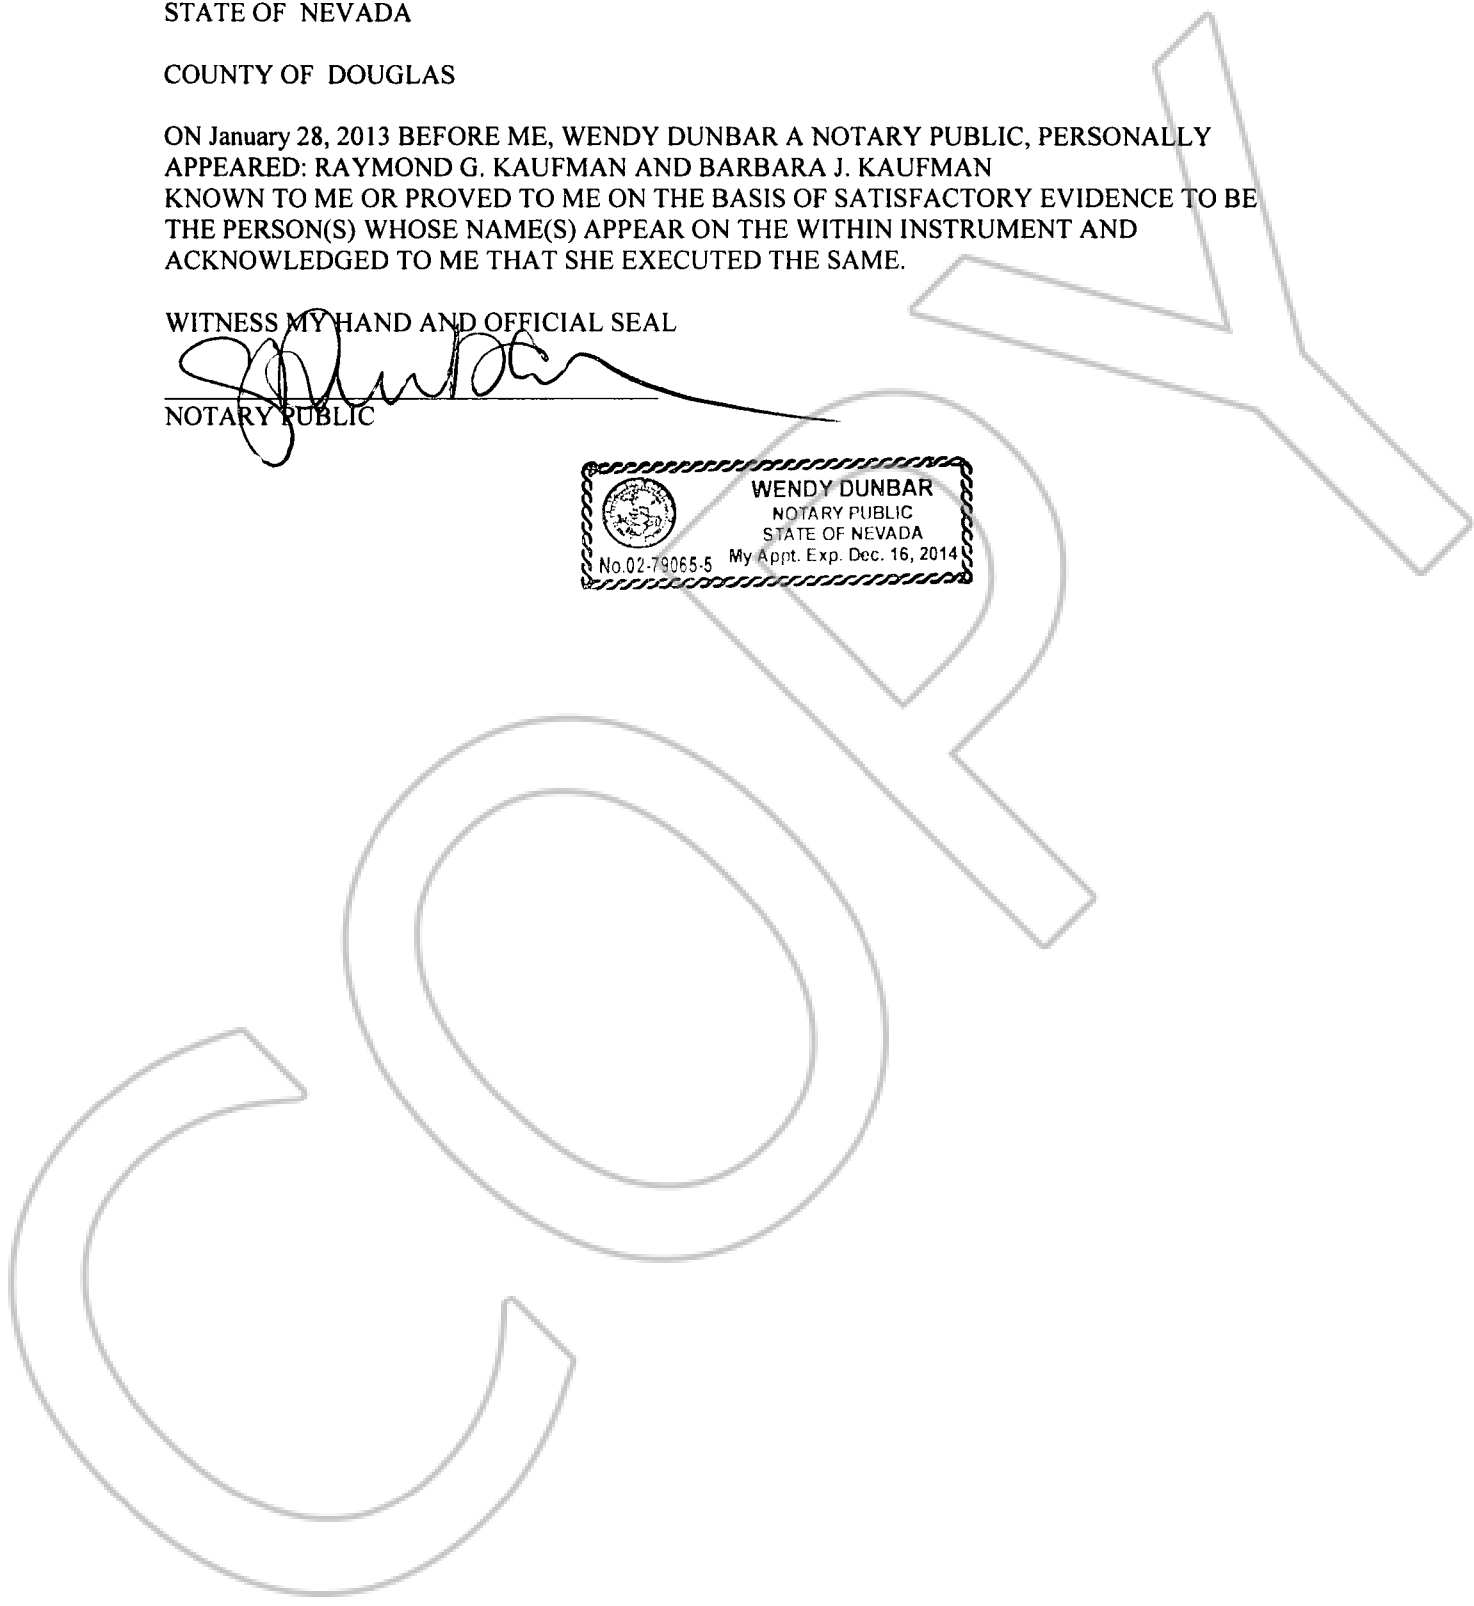 STATE OF NEVADA
COUNTY OF DOUGLAS
ON January 28, 2013 BEFORE ME, WENDY DUNBAR A NOTARY PUBLIC, PERSONALLY
APPEARED: RAYMOND G. KAUFMAN AND BARBARA J. KAUFMAN
KNOWN TO ME OR PROVED TO ME ON THE BASIS OF SATISFACTORY EVIDENCE TO BE
THE PERSON(S) WHOSE NAME(S) APPEAR ON THE WITHIN INSTRUMENT AND
ACKNOWLEDGED TO ME THAT SHE EXECUTED THE SAME.
WITNESS MY HAND AND OFFICIAL SEAL
NOTARY PUBLIC
WENDY DUNBAR
NOTARY PUBLIC
STATE OF NEVADA
No.02-79065-5 My Appt. Exp. Dec. 16, 2014
COPY